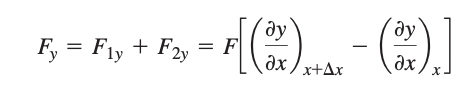 F_y = F_{1y} + F_{2y} = F[(∂y/∂x)_{x+Δx} − (∂y/∂x)_x]